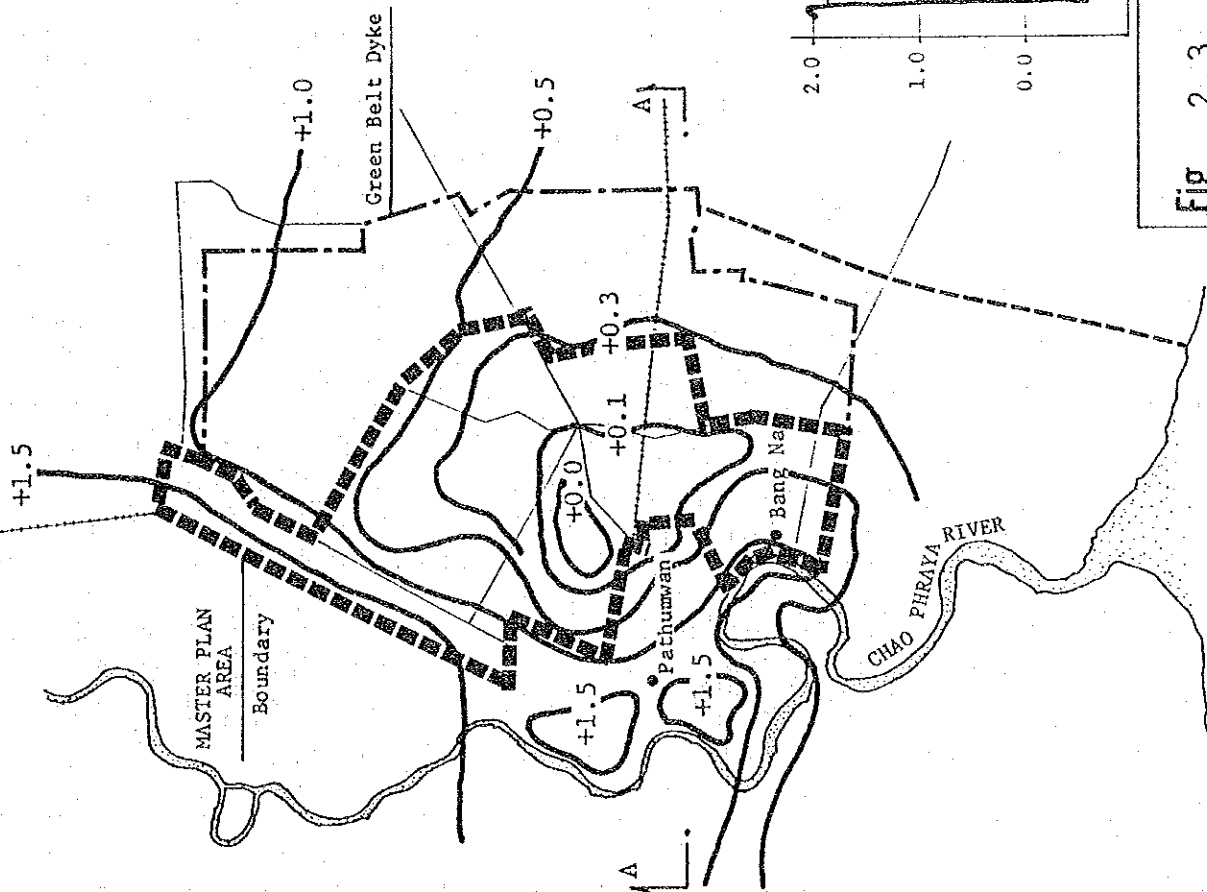 +1.5
+1.0
Green Belt Dyke
+0.5
A
2.0
1.0
0.0
Fig 2 3
+0.3
+0.1
+0.0
MASTER PLAN
AREA
Boundary
Pathumwan
Bang Na
+1.5
+1.5
CHAO PHRAYA RIVER
A